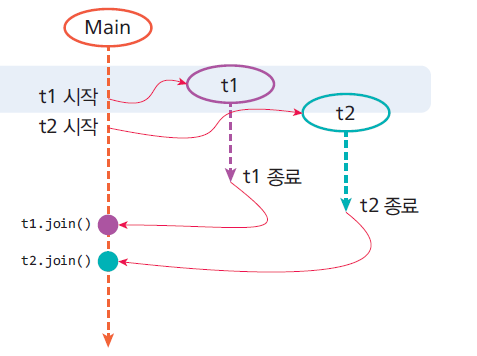 Main
t1
t1 시작
t2
t2 시작
t1 종료
t2 종료
t1.join()
t2.join()